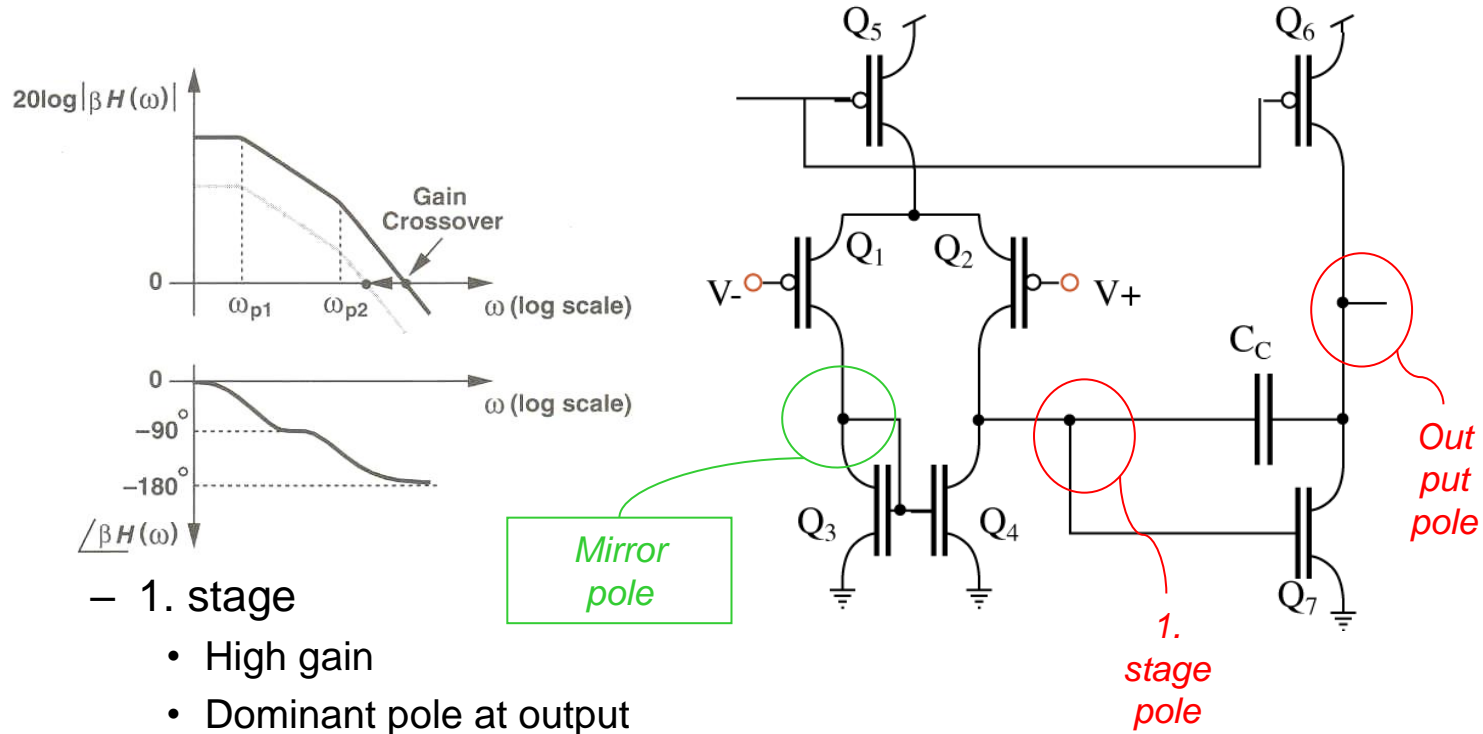 20log|βH(ω)|
Gain
Crossover
0
ωp1
ωp2
ω (log scale)
0
ω (log scale)
−90°
−180°
/βH(ω)
– 1. stage
• High gain
• Dominant pole at output
Q5
Q6
Q1
Q2
V-
V+
CC
Q3
Q4
Q7
Mirror
pole
1.
stage
pole
Out
put
pole